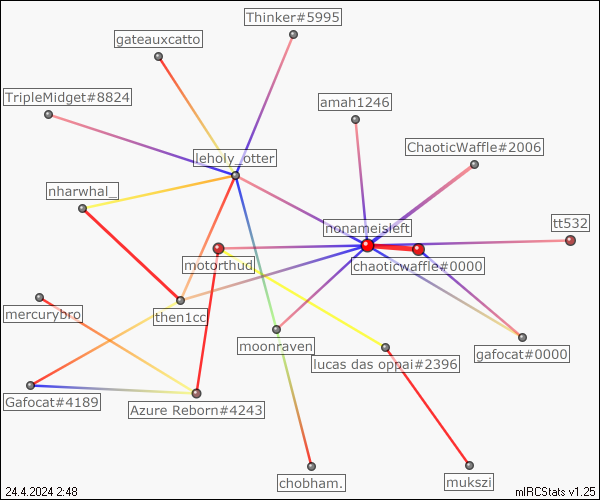 Thinker#5995
gateauxcatto
TripleMidget#8824
amah1246
ChaoticWaffle#2006
leholy_otter
nharwhal_
tt532
nonameisleft
motorthud
chaoticwaffle#0000
mercurybro
then1cc
moonraven
gafocat#0000
lucas das oppai#2396
Gafocat#4189
Azure Reborn#4243
chobham.
mukszi
24.4.2024 2:48
mIRCStats v1.25